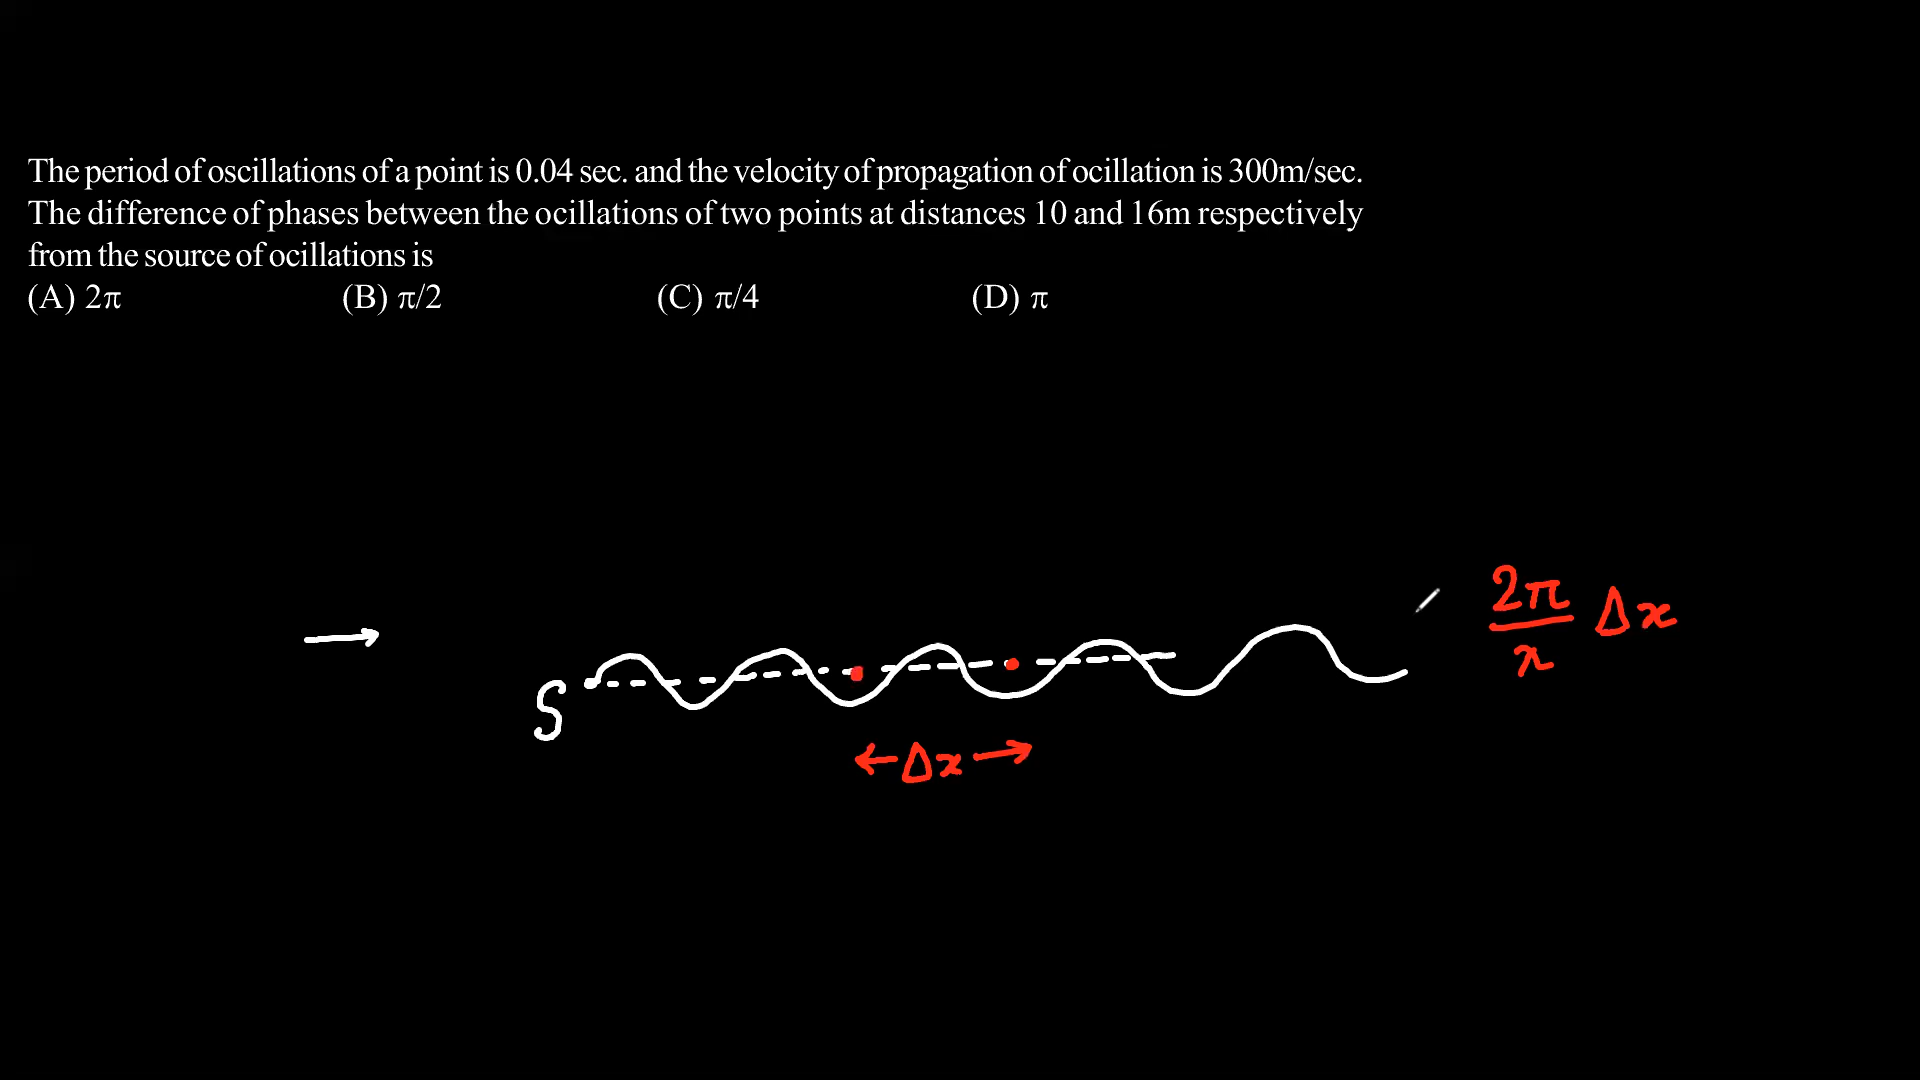 The period of oscillations of a point is 0.04 sec. and the velocity of propagation of ocillation is 300m/sec.
The difference of phases between the ocillations of two points at distances 10 and 16m respectively
from the source of ocillations is
(A) 2π (B) π/2 (C) π/4 (D) π
2π/λ Δx
S
←Δx→